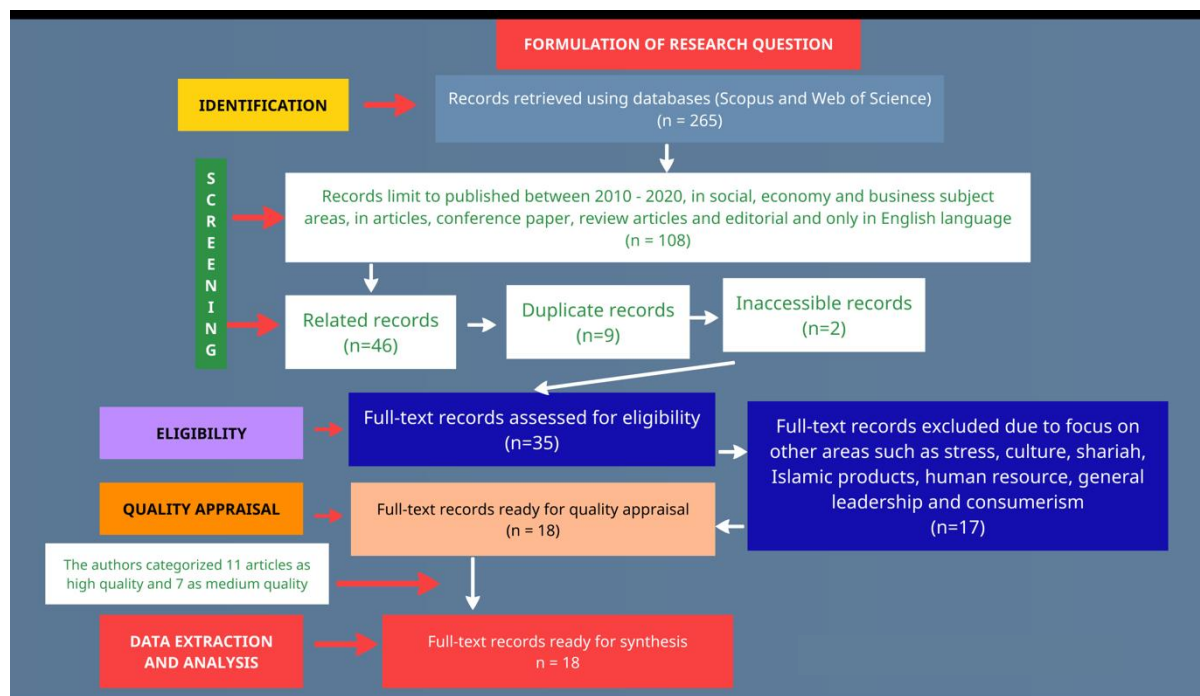 FORMULATION OF RESEARCH QUESTION
IDENTIFICATION
Records retrieved using databases (Scopus and Web of Science)
(n = 265)
SCREENING
Records limit to published between 2010 - 2020, in social, economy and business subject
areas, in articles, conference paper, review articles and editorial and only in English language
(n = 108)
Related records
(n=46)
Duplicate records
(n=9)
Inaccessible records
(n=2)
ELIGIBILITY
Full-text records assessed for eligibility
(n=35)
Full-text records excluded due to focus on
other areas such as stress, culture, shariah,
Islamic products, human resource, general
leadership and consumerism
(n=17)
QUALITY APPRAISAL
Full-text records ready for quality appraisal
(n = 18)
The authors categorized 11 articles as
high quality and 7 as medium quality
DATA EXTRACTION
AND ANALYSIS
Full-text records ready for synthesis
n = 18